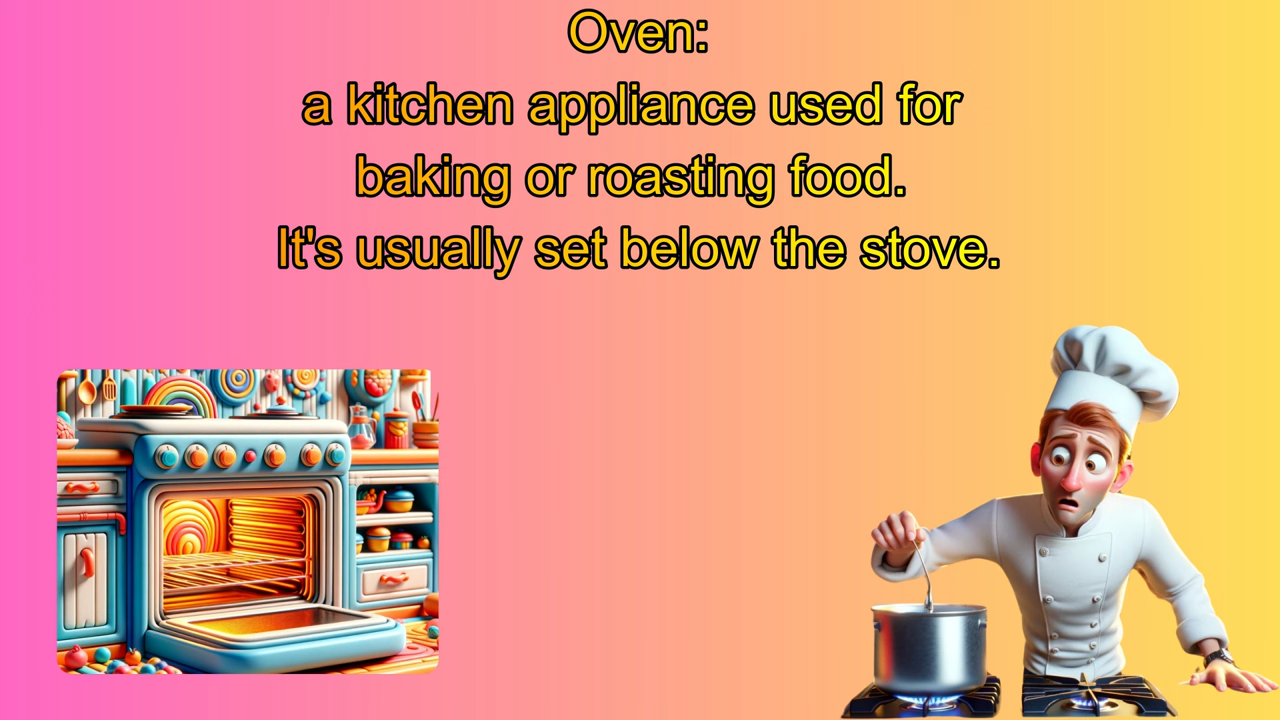 Oven:
a kitchen appliance used for
baking or roasting food.
It's usually set below the stove.